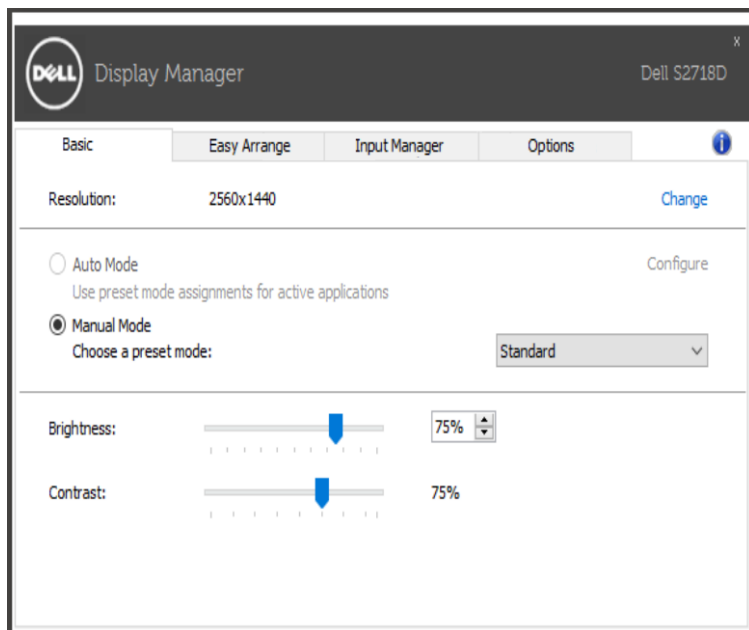 x
DELL Display Manager Dell S2718D
Basic Easy Arrange Input Manager Options i
Resolution: 2560x1440 Change
Auto Mode Configure
Use preset mode assignments for active applications
Manual Mode
Choose a preset mode: Standard
Brightness: 75%
Contrast: 75%